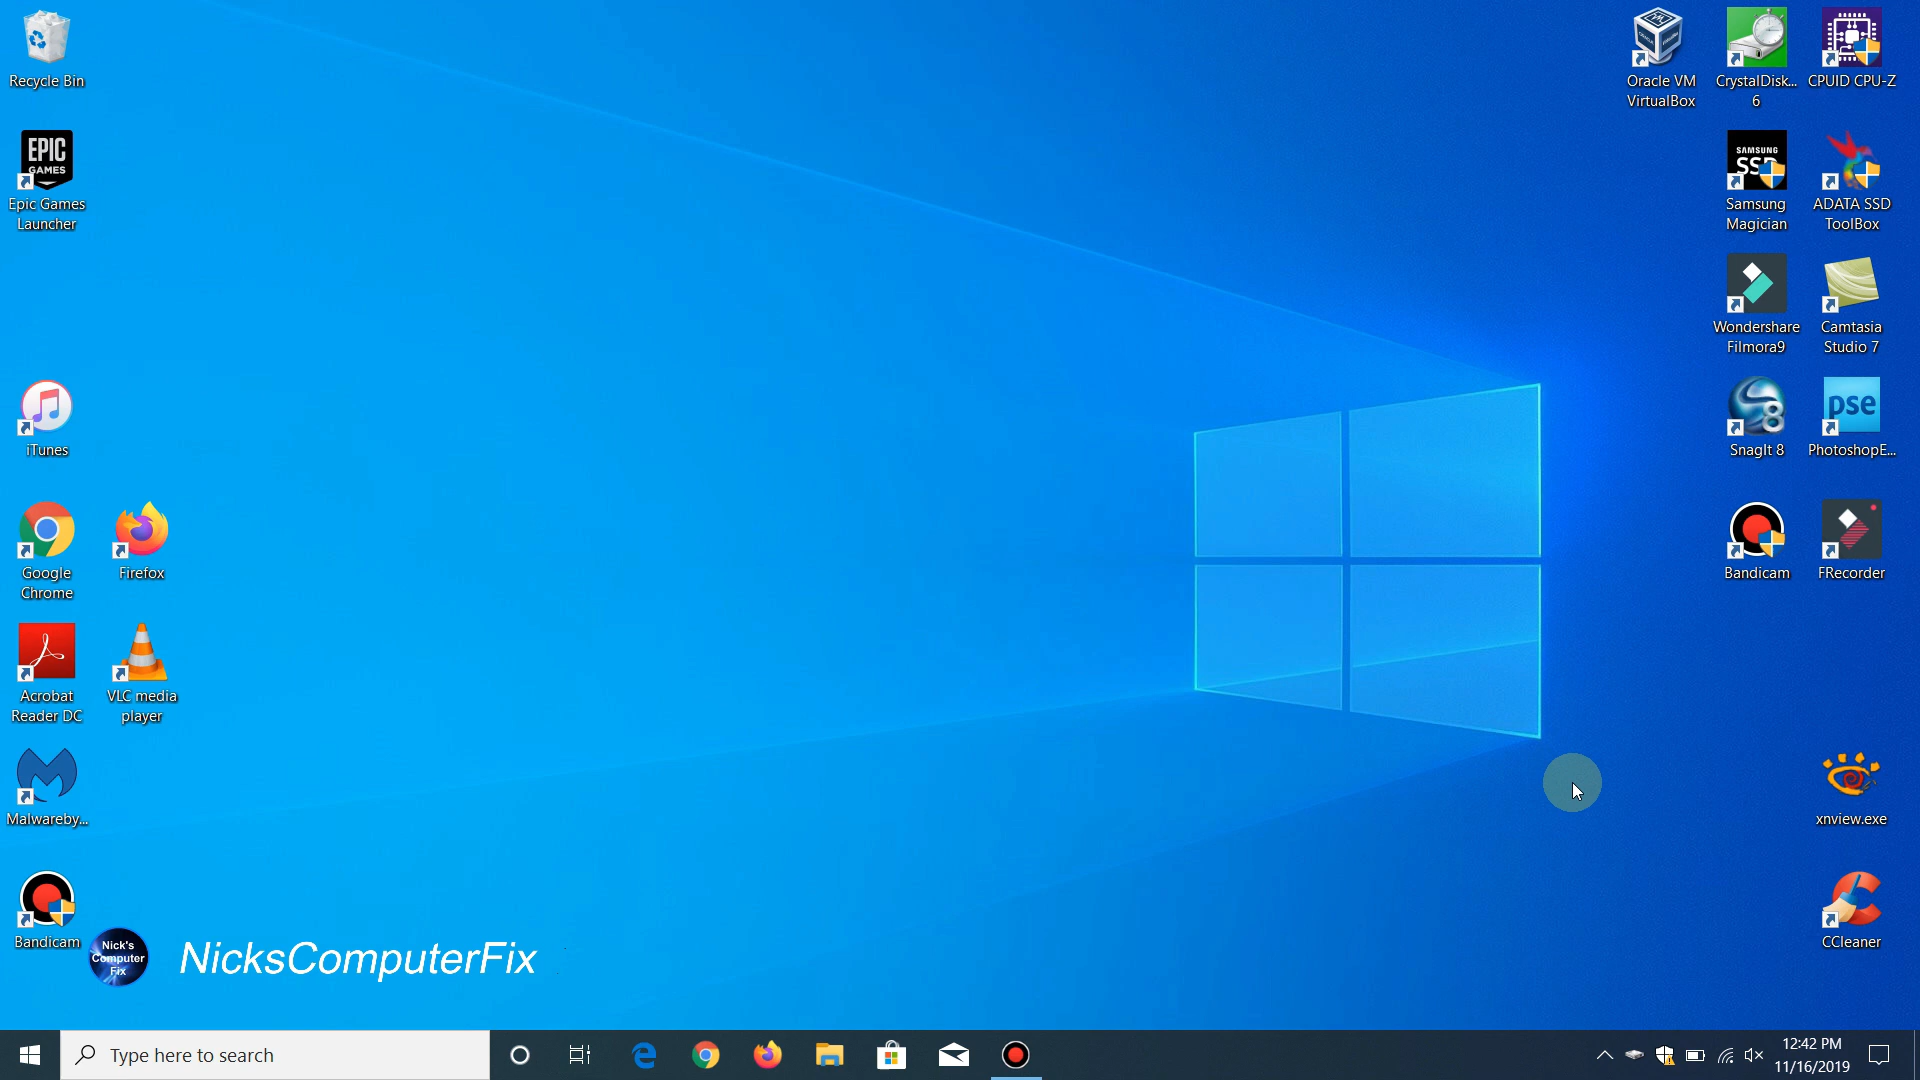 Recycle Bin
EPIC
GAMES
Epic Games
Launcher
iTunes
Google
Chrome
Firefox
Acrobat
Reader DC
VLC media
player
Malwareby...
Bandicam
Nick's
Computer
Fix
NicksComputerFix
Oracle VM
VirtualBox
CrystalDisk...
6
CPUID CPU-Z
SAMSUNG
SSD
Samsung
Magician
ADATA SSD
ToolBox
Wondershare
Filmora9
Camtasia
Studio 7
8
SnagIt 8
pse
PhotoshopE...
Bandicam
FRecorder
xnview.exe
CCleaner
Type here to search
12:42 PM
11/16/2019